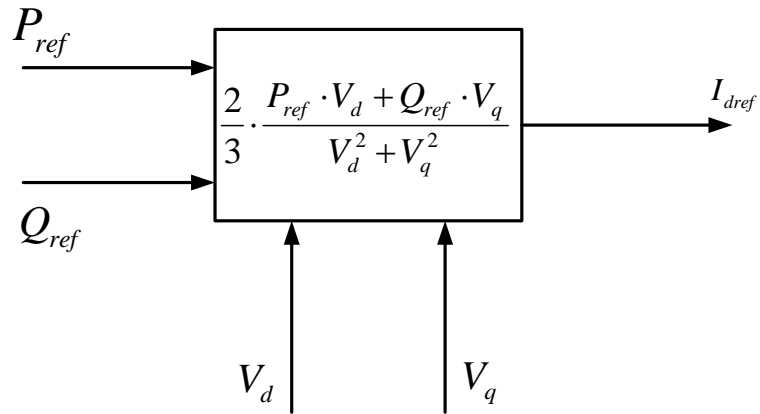 P_ref
2/3 · (P_ref · V_d + Q_ref · V_q) / (V_d^2 + V_q^2)
I_dref
Q_ref
V_d
V_q